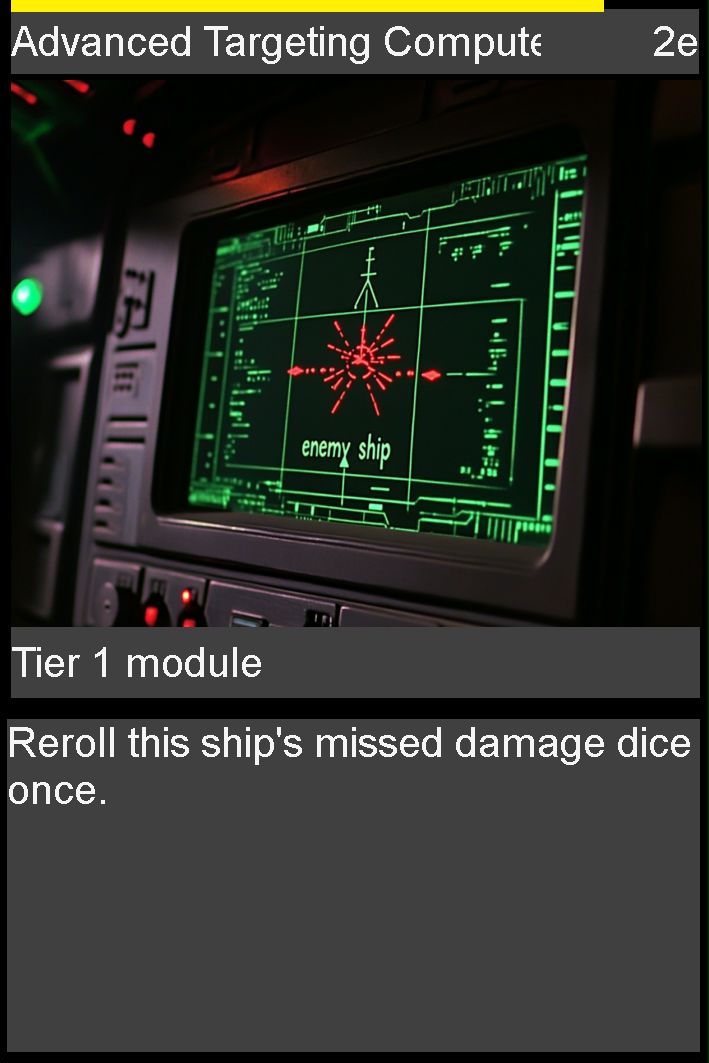 Advanced Targeting Compute 2e
enemy ship
Tier 1 module
Reroll this ship's missed damage dice
once.